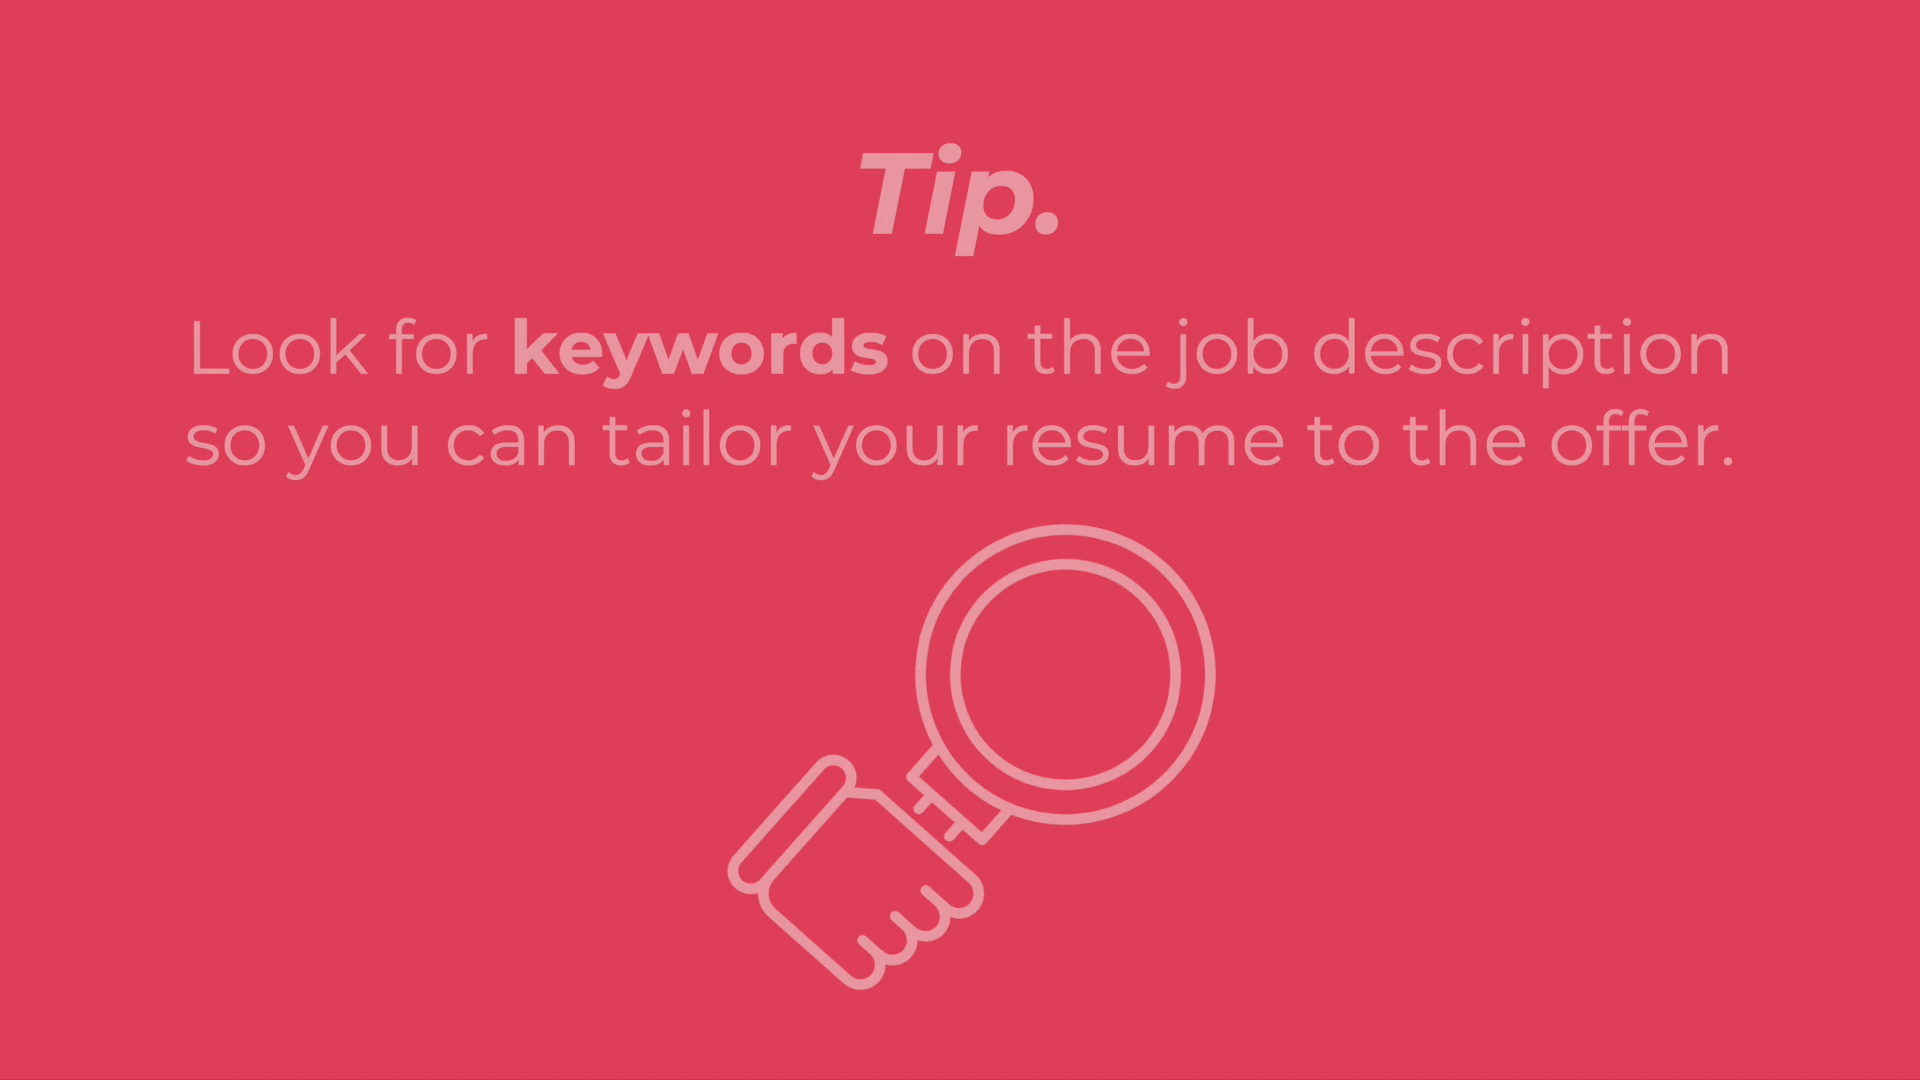 Tip.
Look for keywords on the job description
so you can tailor your resume to the offer.